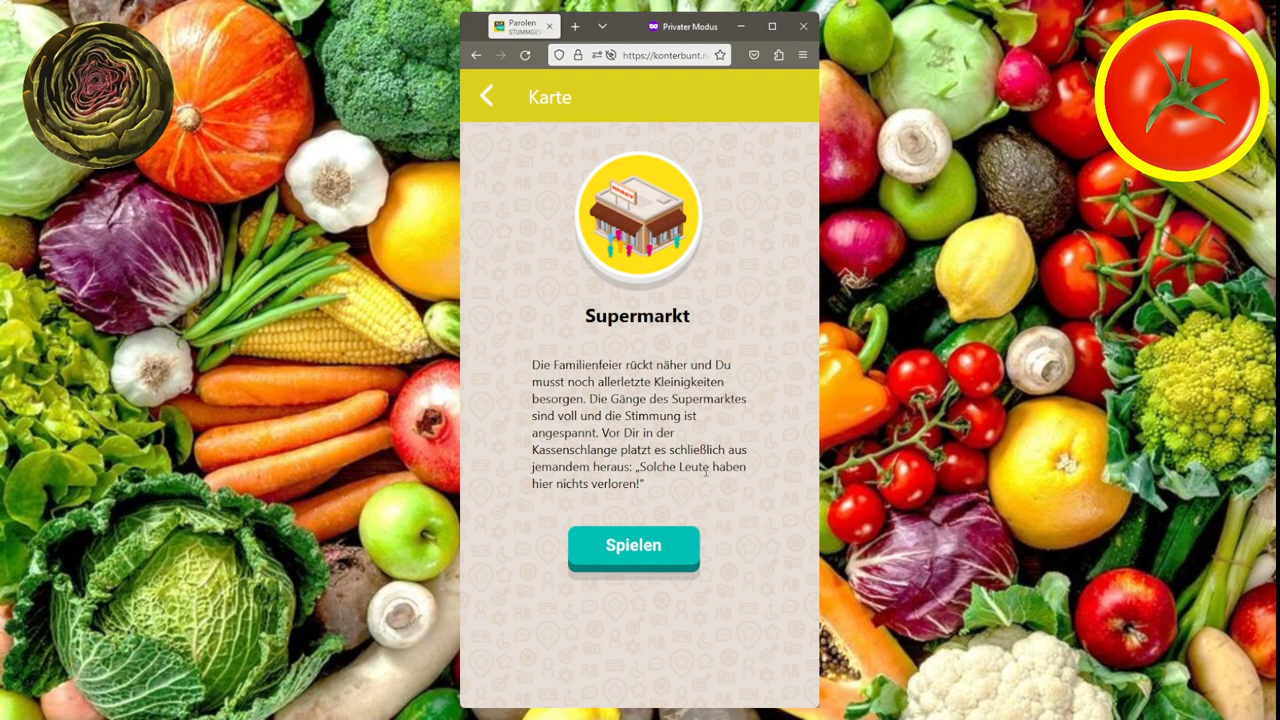 Parolen
STUMMGES
Privater Modus
https://konterbunt.
Karte
Supermarkt
Die Familienfeier rückt näher und Du
musst noch allerletzte Kleinigkeiten
besorgen. Die Gänge des Supermarktes
sind voll und die Stimmung ist
angespannt. Vor Dir in der
Kassenschlange platzt es schließlich aus
jemandem heraus: „Solche Leute haben
hier nichts verloren!“
Spielen